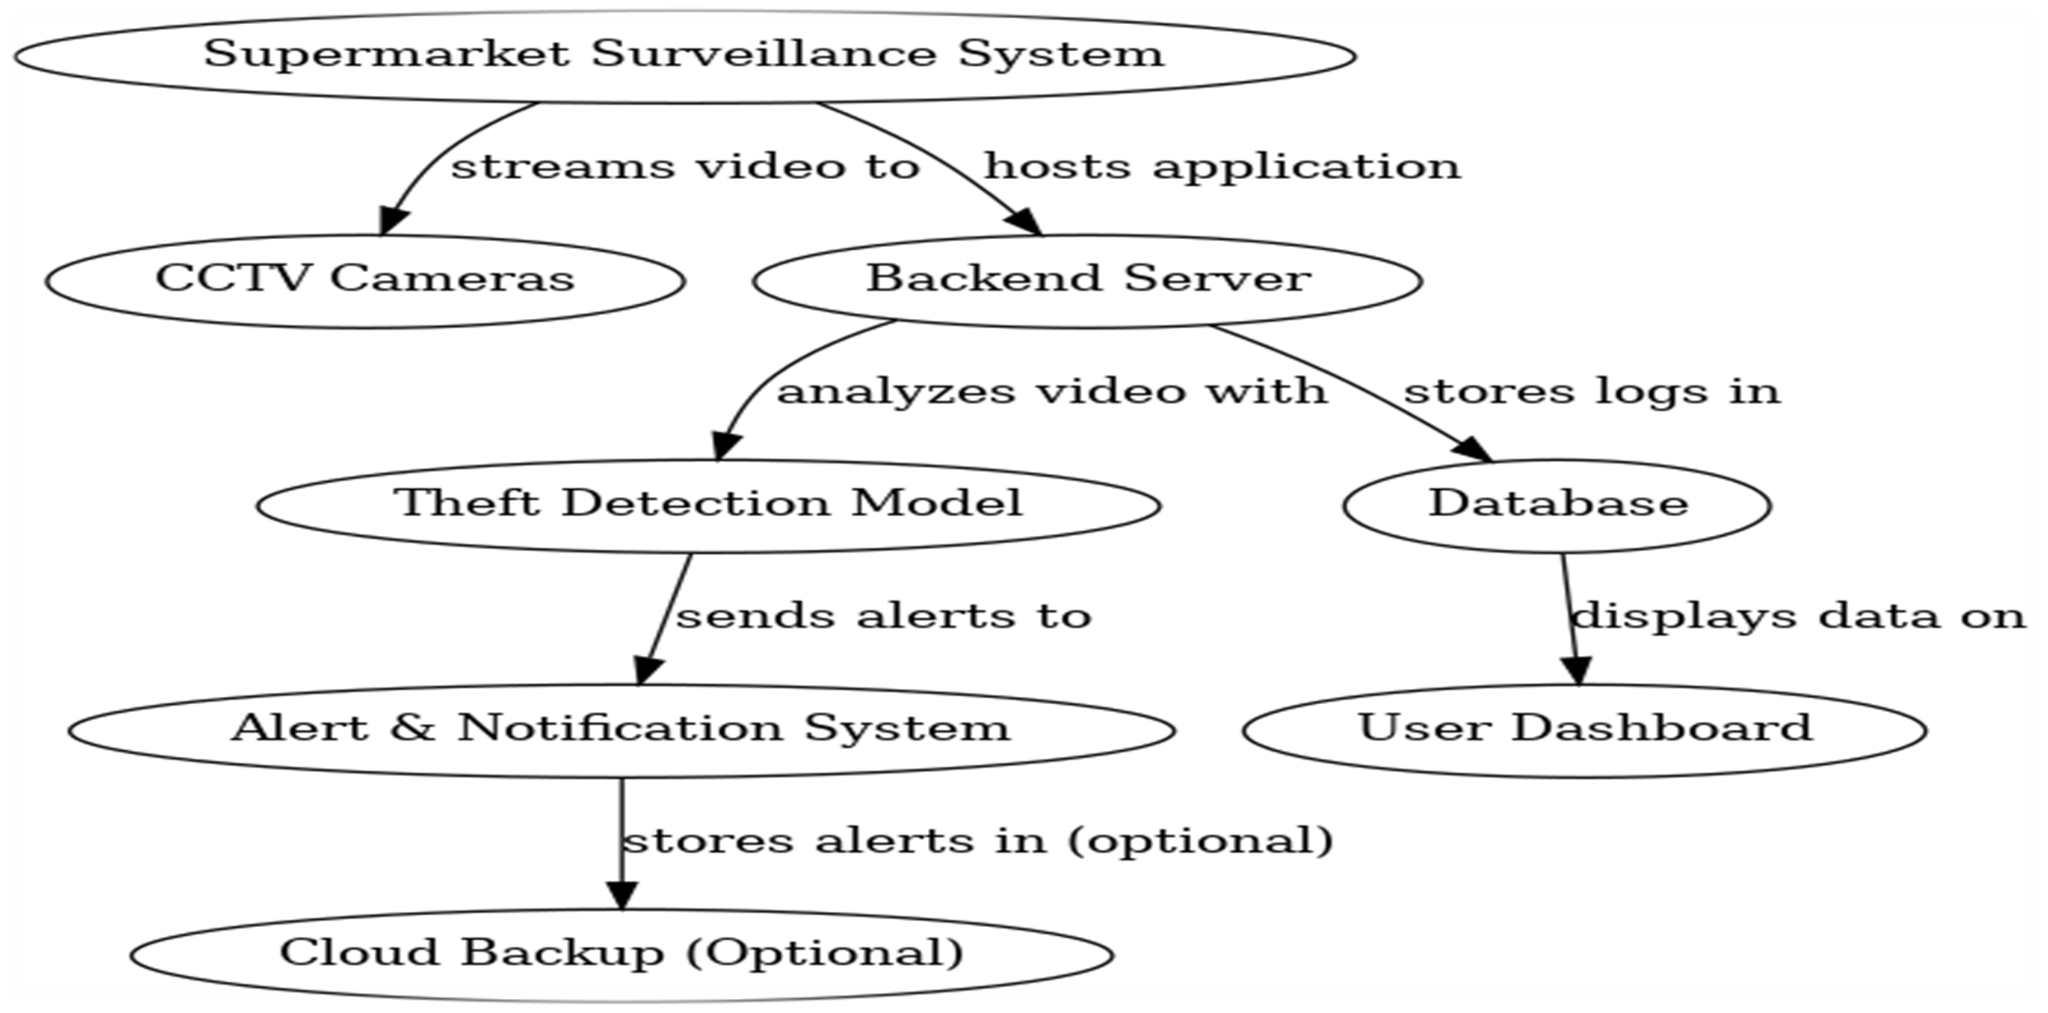 Supermarket Surveillance System
streams video to
hosts application
CCTV Cameras
Backend Server
analyzes video with
stores logs in
Theft Detection Model
Database
sends alerts to
displays data on
Alert & Notification System
User Dashboard
stores alerts in (optional)
Cloud Backup (Optional)